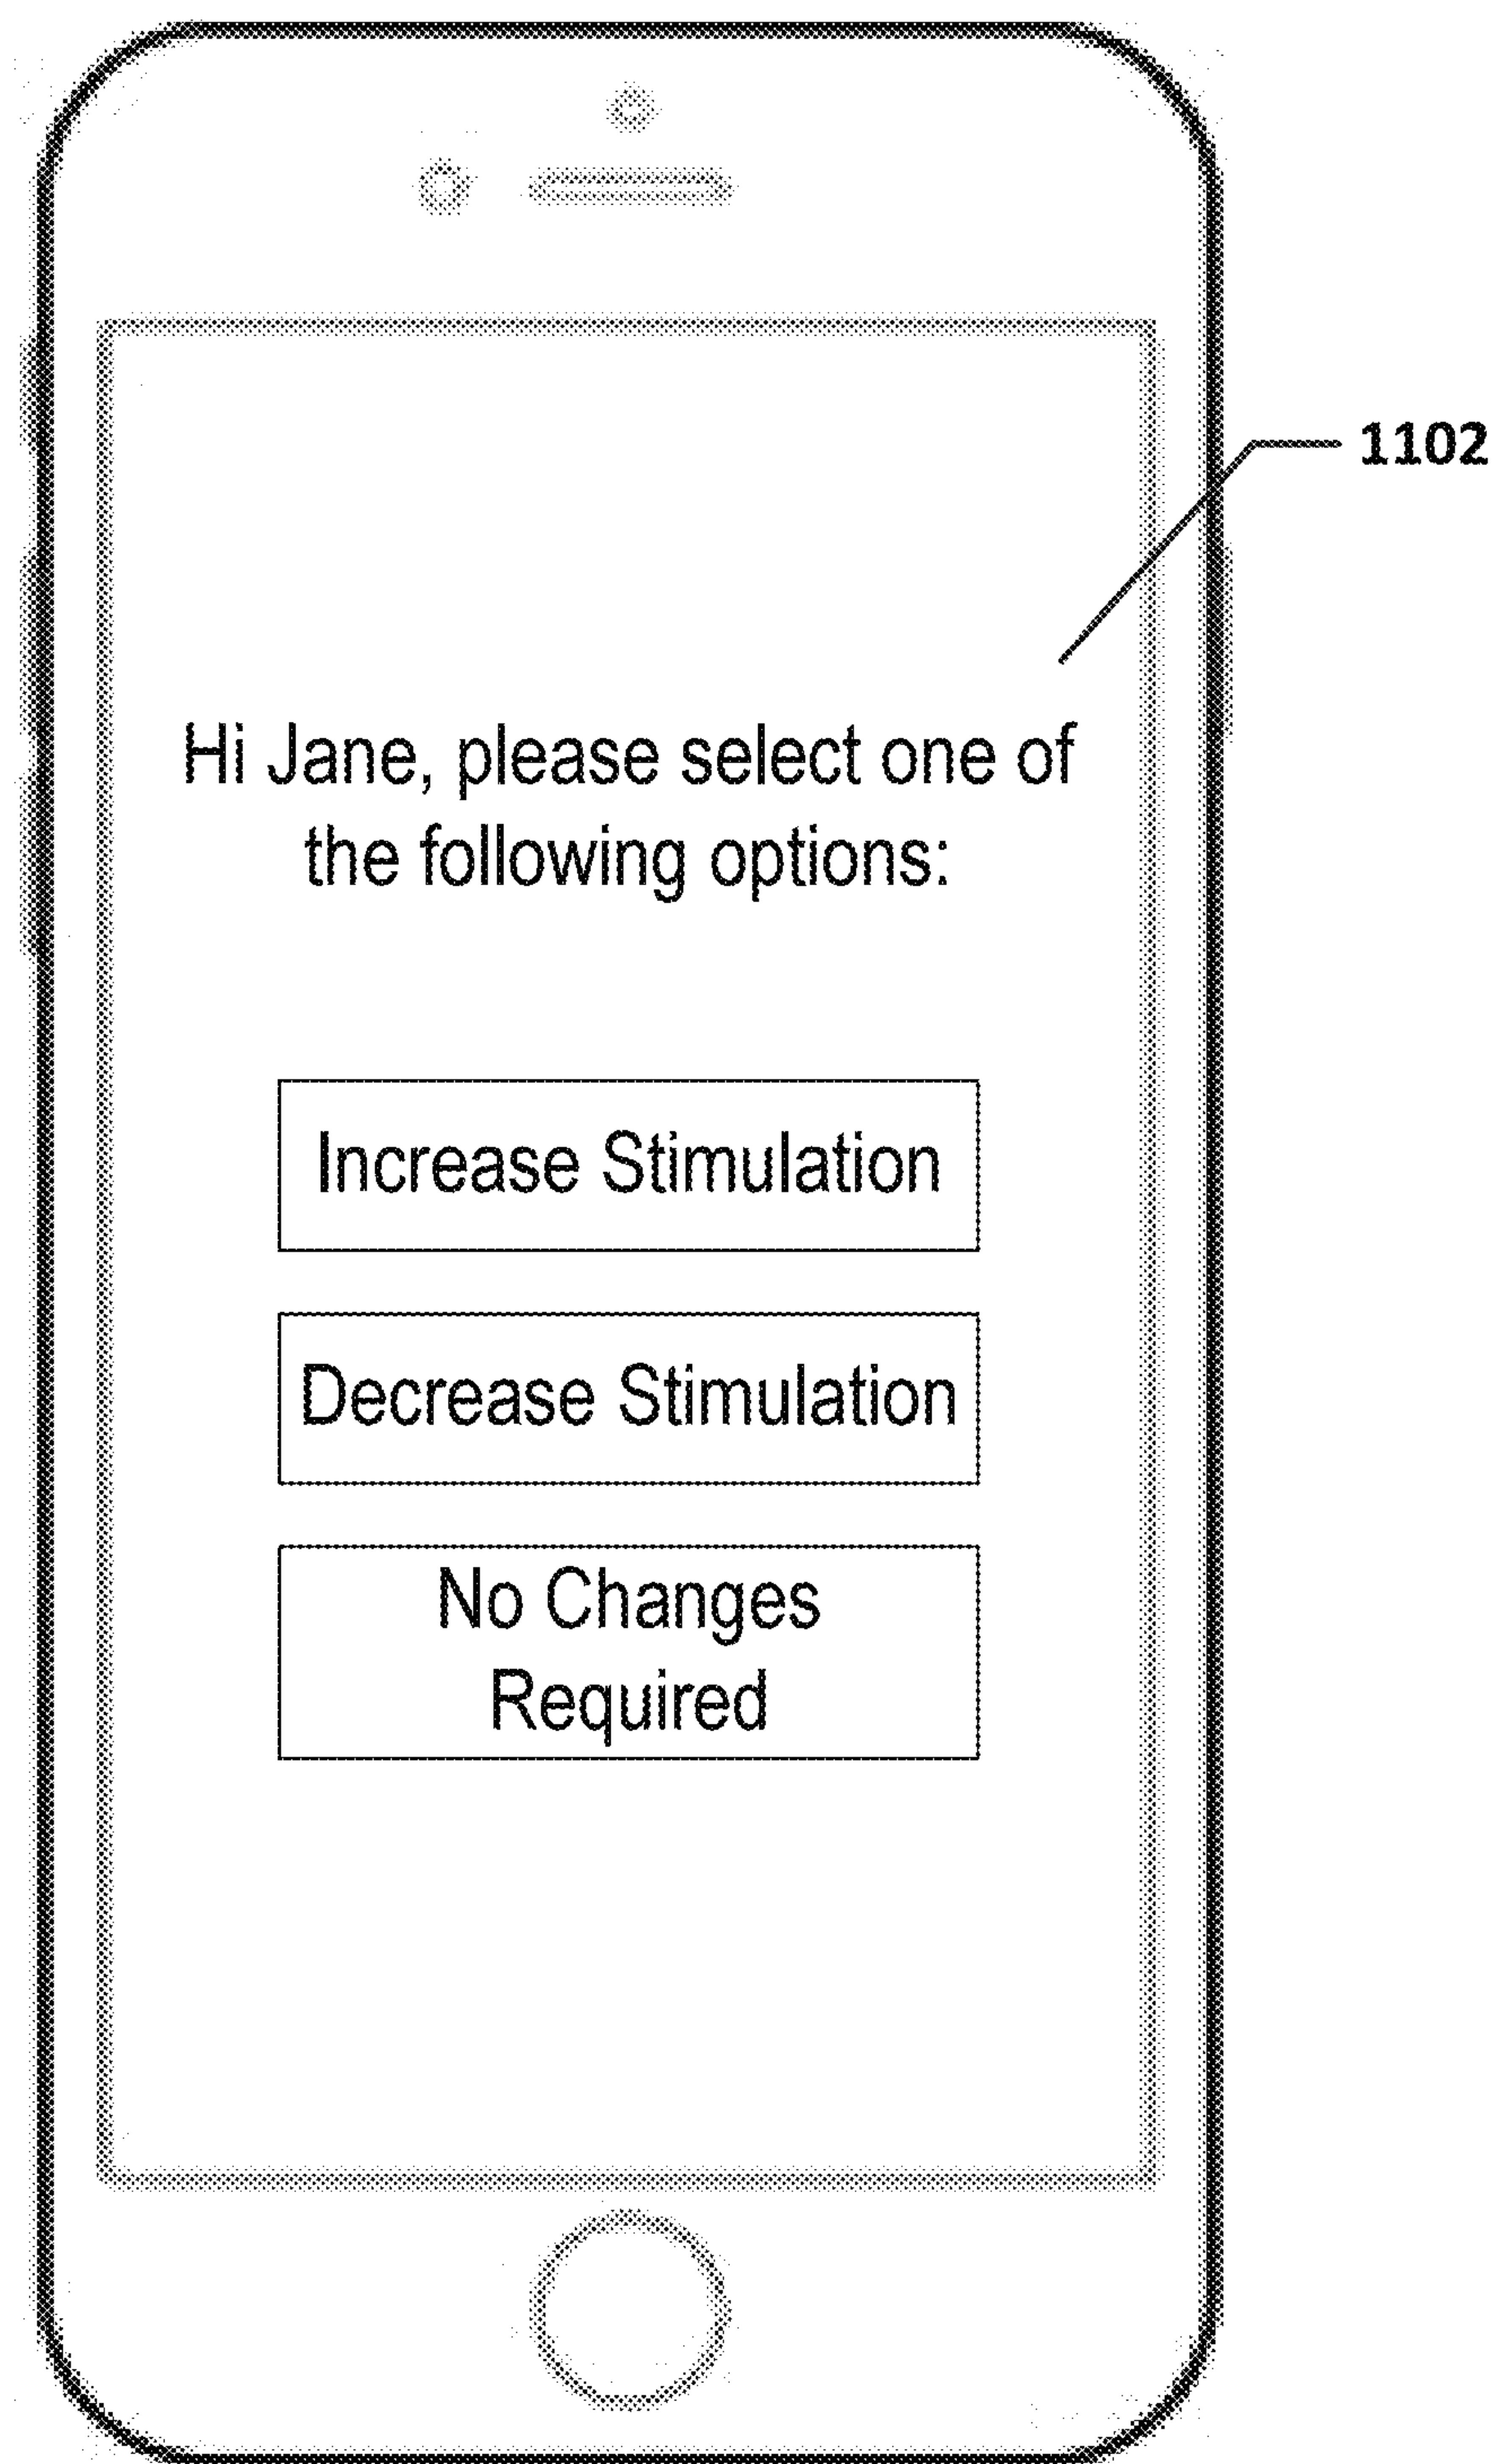 1102
Hi Jane, please select one of
the following options:
Increase Stimulation
Decrease Stimulation
No Changes
Required